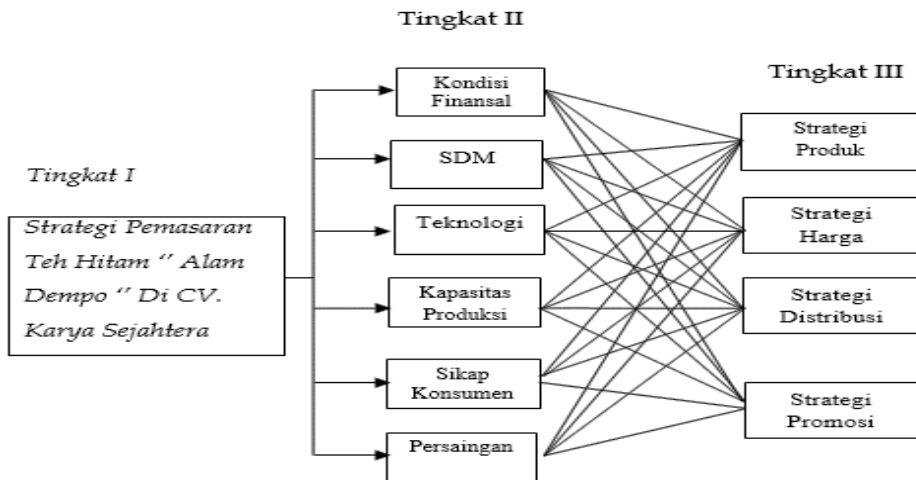 Tingkat II
Tingkat III
Tingkat I
Strategi Pemasaran
Teh Hitam “ Alam
Dempo “ Di CV.
Karya Sejahtera
Kondisi
Finansal
SDM
Teknologi
Kapasitas
Produksi
Sikap
Konsumen
Persaingan
Strategi
Produk
Strategi
Harga
Strategi
Distribusi
Strategi
Promosi